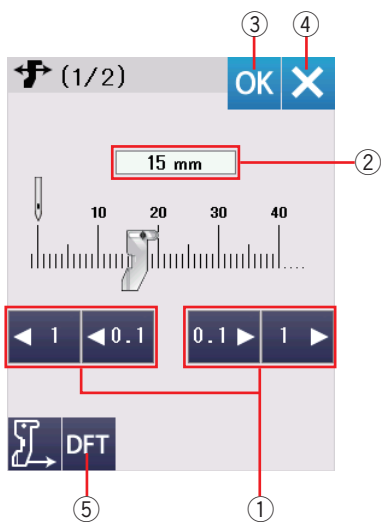 ③ ④
(1/2) OK ✕
15 mm ②
10 20 30 40
◀ 1 ◀0.1 0.1▶ 1 ▶
DFT
⑤ ①